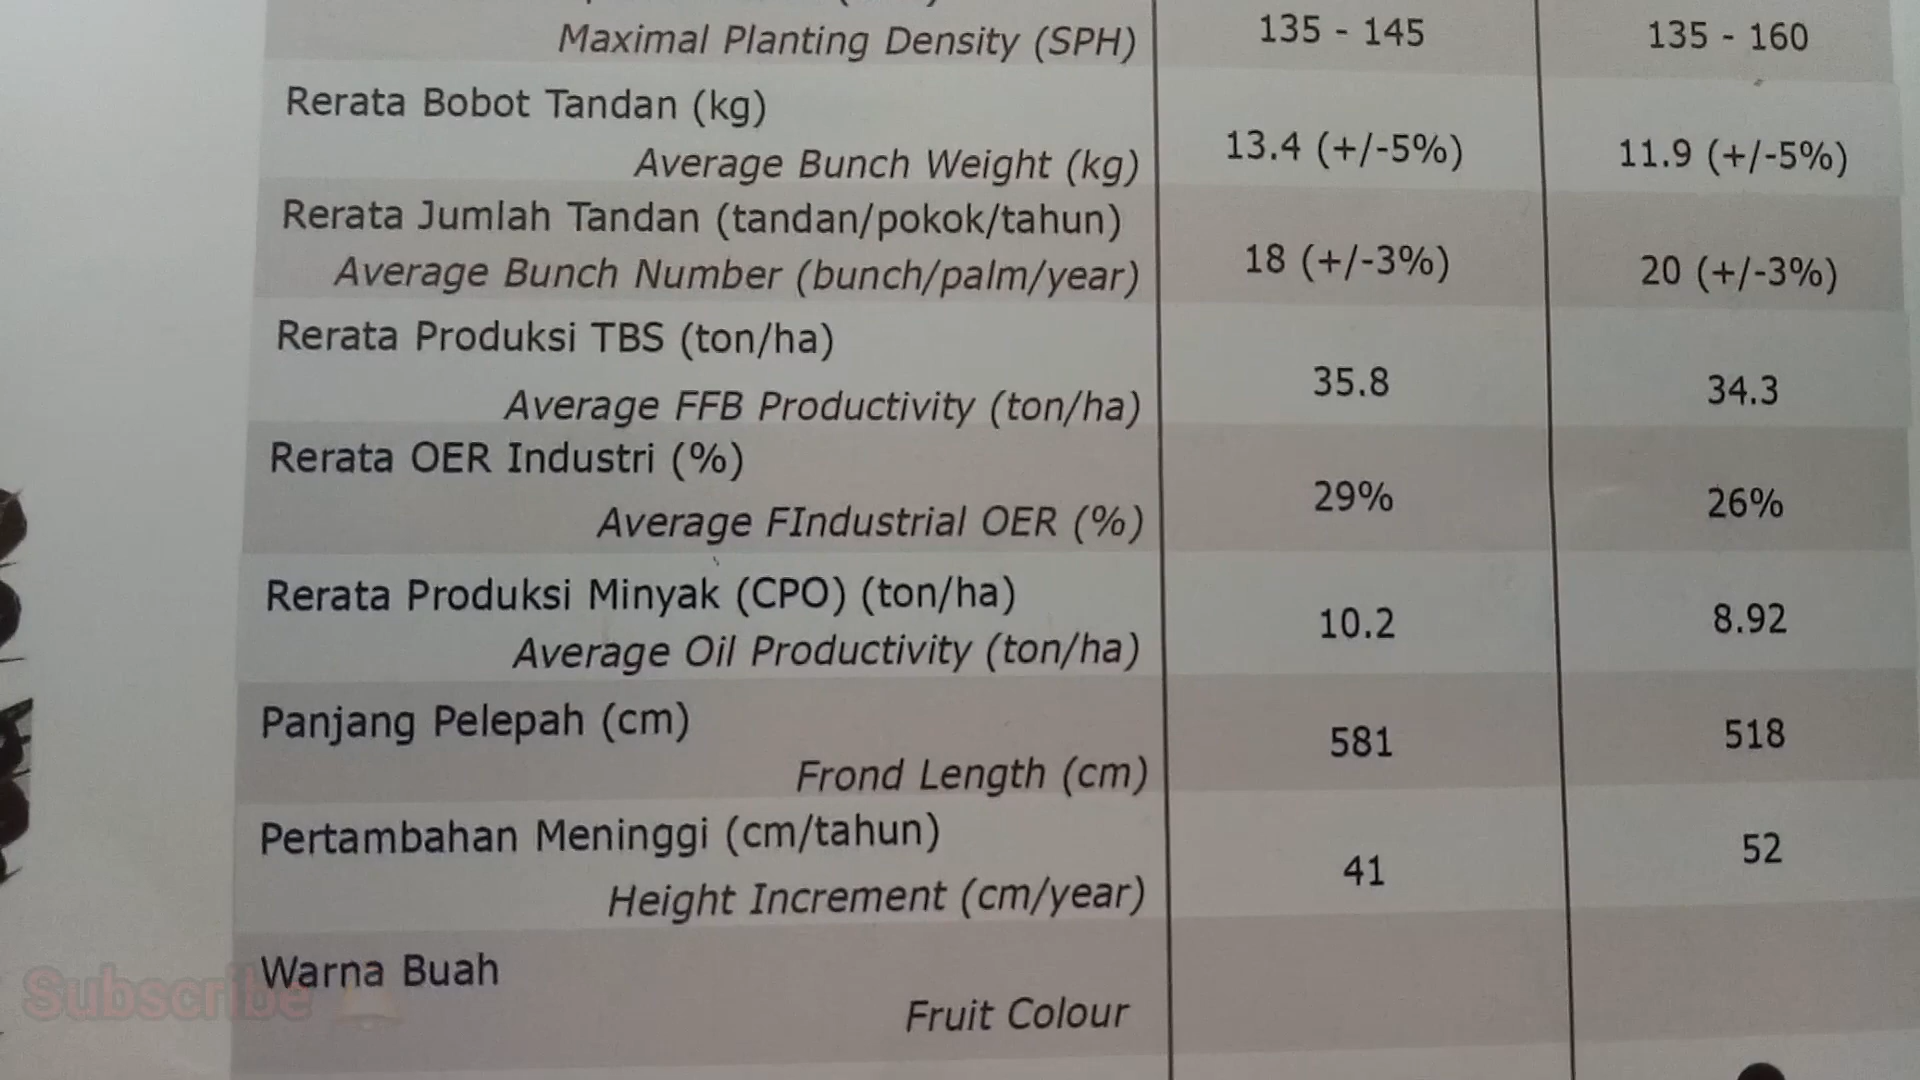 Maximal Planting Density (SPH) 135 - 145 135 - 160
Rerata Bobot Tandan (kg)
Average Bunch Weight (kg) 13.4 (+/-5%) 11.9 (+/-5%)
Rerata Jumlah Tandan (tandan/pokok/tahun)
Average Bunch Number (bunch/palm/year) 18 (+/-3%) 20 (+/-3%)
Rerata Produksi TBS (ton/ha)
Average FFB Productivity (ton/ha) 35.8 34.3
Rerata OER Industri (%)
Average FIndustrial OER (%) 29% 26%
Rerata Produksi Minyak (CPO) (ton/ha)
Average Oil Productivity (ton/ha) 10.2 8.92
Panjang Pelepah (cm)
Frond Length (cm) 581 518
Pertambahan Meninggi (cm/tahun)
Height Increment (cm/year) 41 52
Warna Buah
Fruit Colour
Subscribe